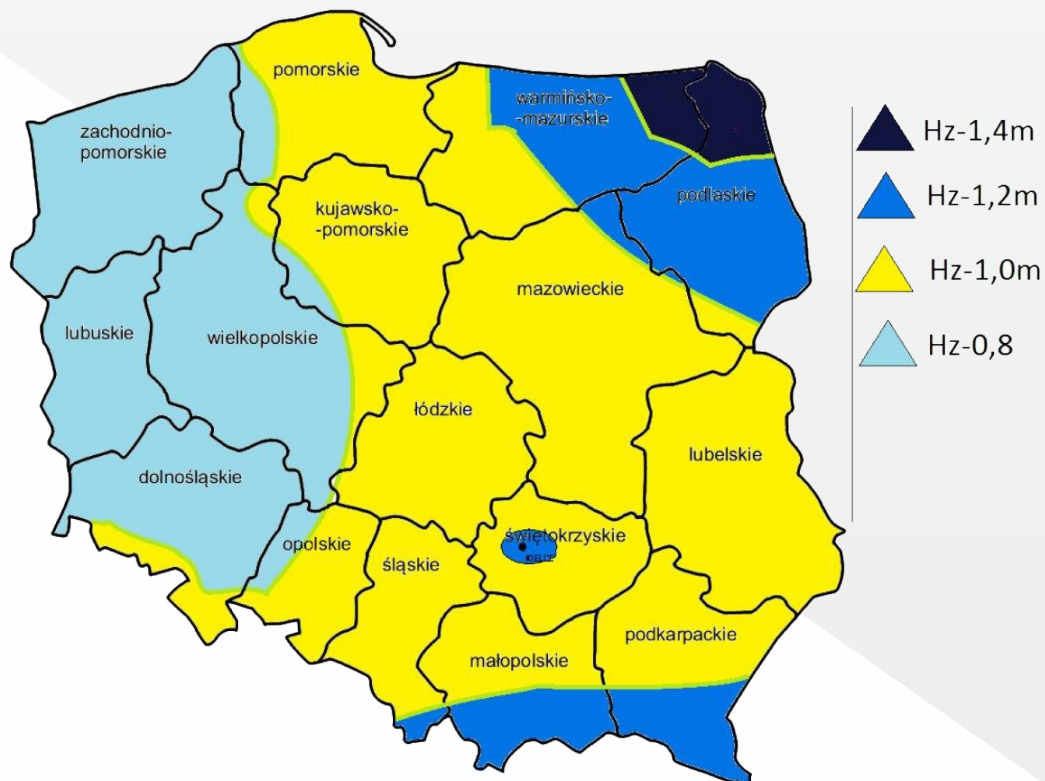 pomorskie
warmińsko-
-mazurskie
zachodnio-
pomorskie
podlaskie
kujawsko-
-pomorskie
mazowieckie
lubuskie
wielkopolskie
łódzkie
lubelskie
dolnośląskie
opolskie
śląskie
świętokrzyskie
KIELCE
podkarpackie
małopolskie
Hz-1,4m
Hz-1,2m
Hz-1,0m
Hz-0,8